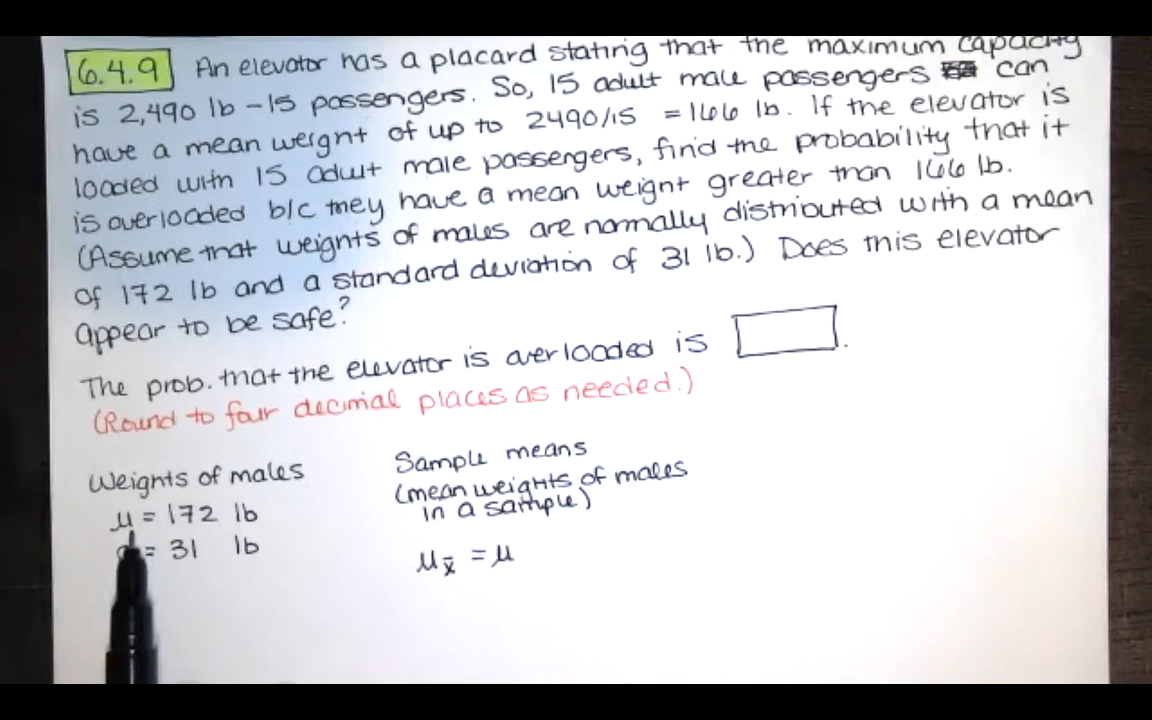 6.4.9 An elevator has a placard stating that the maximum capacity
is 2,490 lb - 15 passengers. So, 15 adult male passengers can
have a mean weight of up to 2490/15 = 166 lb. If the elevator is
loaded with 15 adult male passengers, find the probability that it
is overloaded b/c they have a mean weight greater than 166 lb.
(Assume that weights of males are normally distributed with a mean
of 172 lb and a standard deviation of 31 lb.) Does this elevator
appear to be safe?
The prob. that the elevator is overloaded is .
(Round to four decimal places as needed.)
Weights of males
μ = 172 lb
σ = 31 lb
Sample means
(mean weights of males
in a sample)
μx̄ = μ